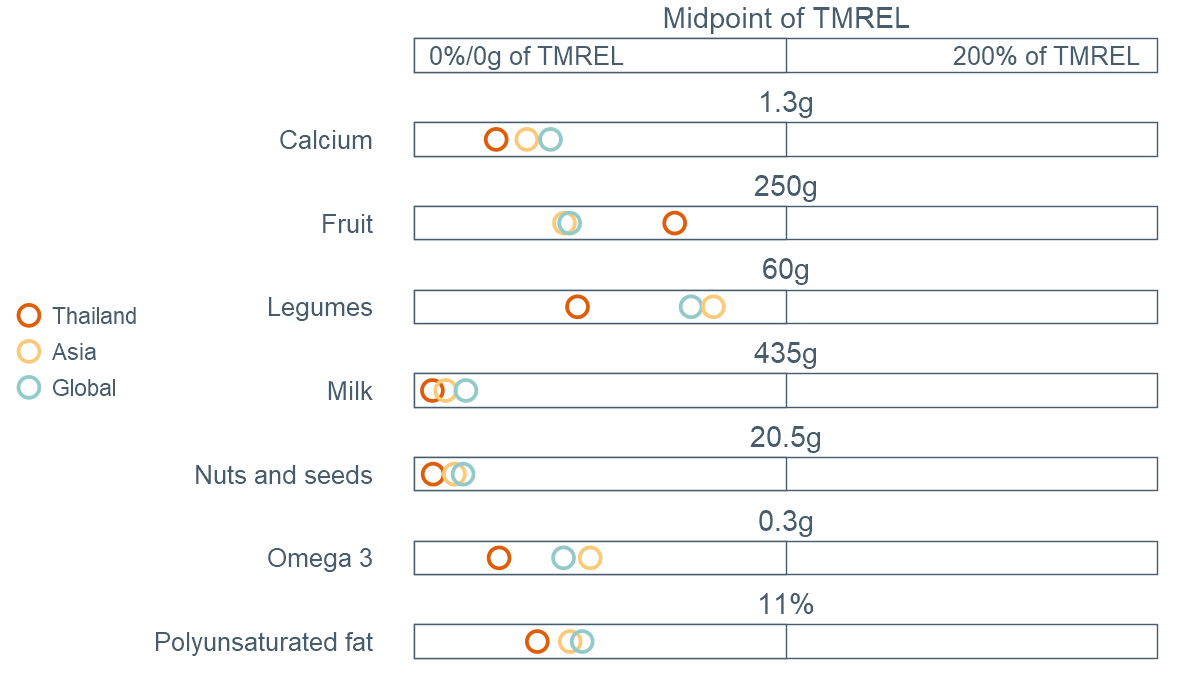 Midpoint of TMREL
0%/0g of TMREL
200% of TMREL
1.3g
Calcium
250g
Fruit
60g
Legumes
435g
Milk
20.5g
Nuts and seeds
0.3g
Omega 3
11%
Polyunsaturated fat
Thailand
Asia
Global